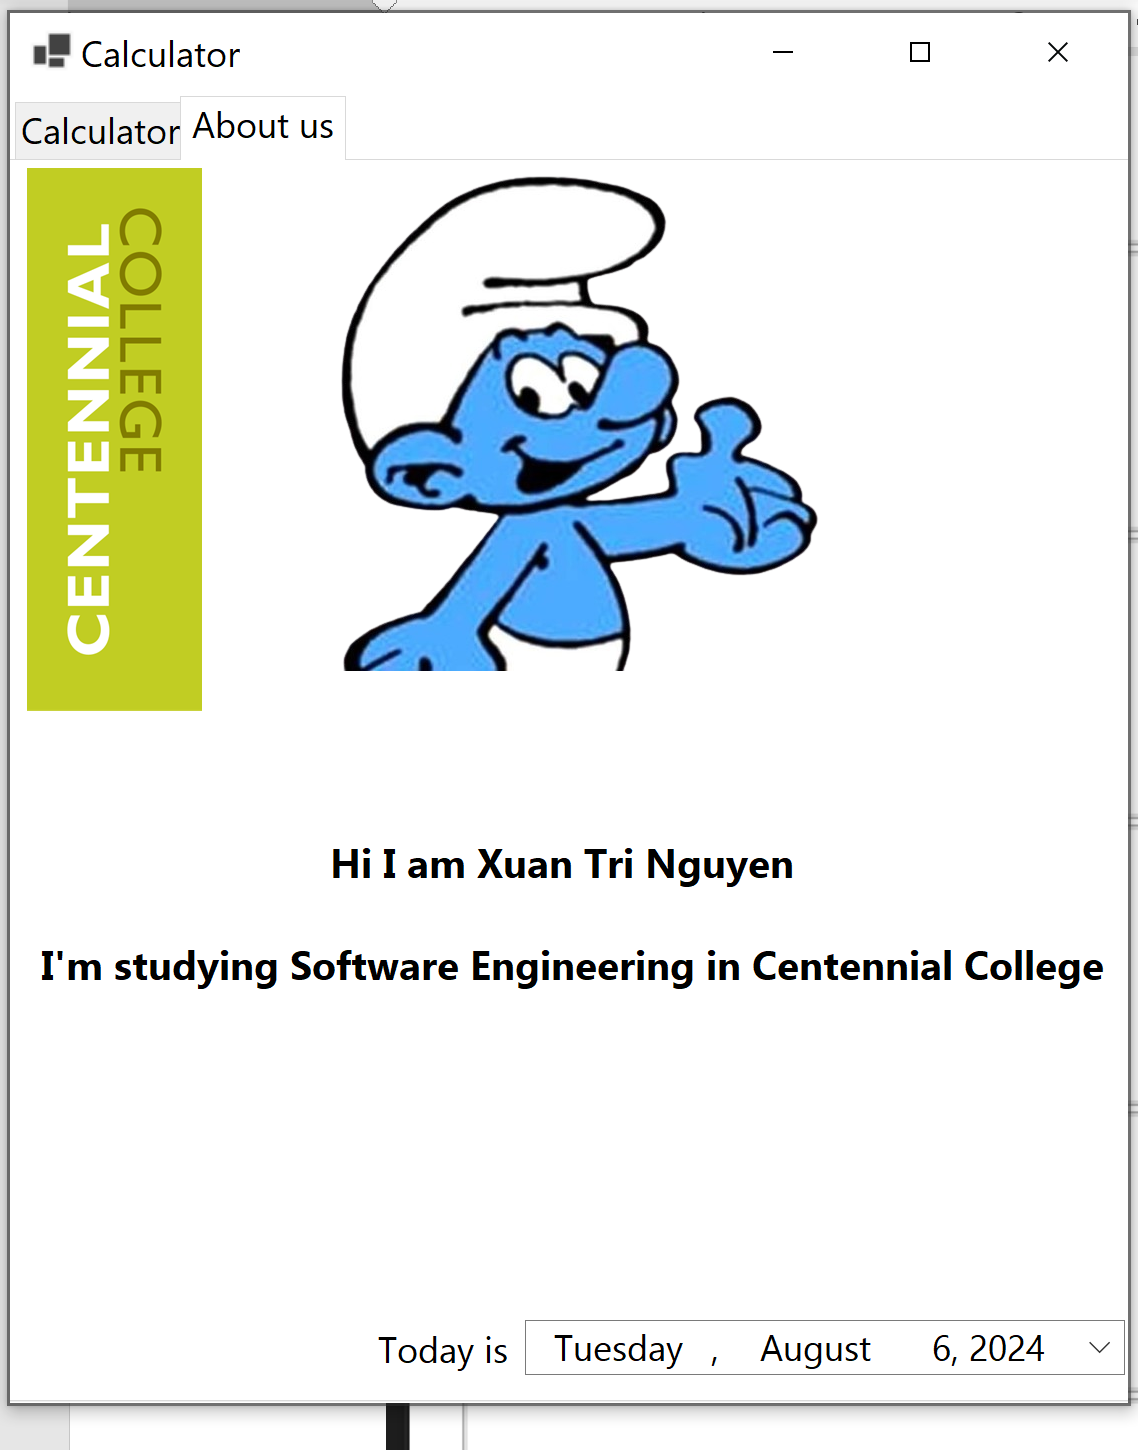 Calculator
Calculator
About us
CENTENNIAL
COLLEGE
Hi I am Xuan Tri Nguyen
I'm studying Software Engineering in Centennial College
Today is Tuesday , August 6, 2024